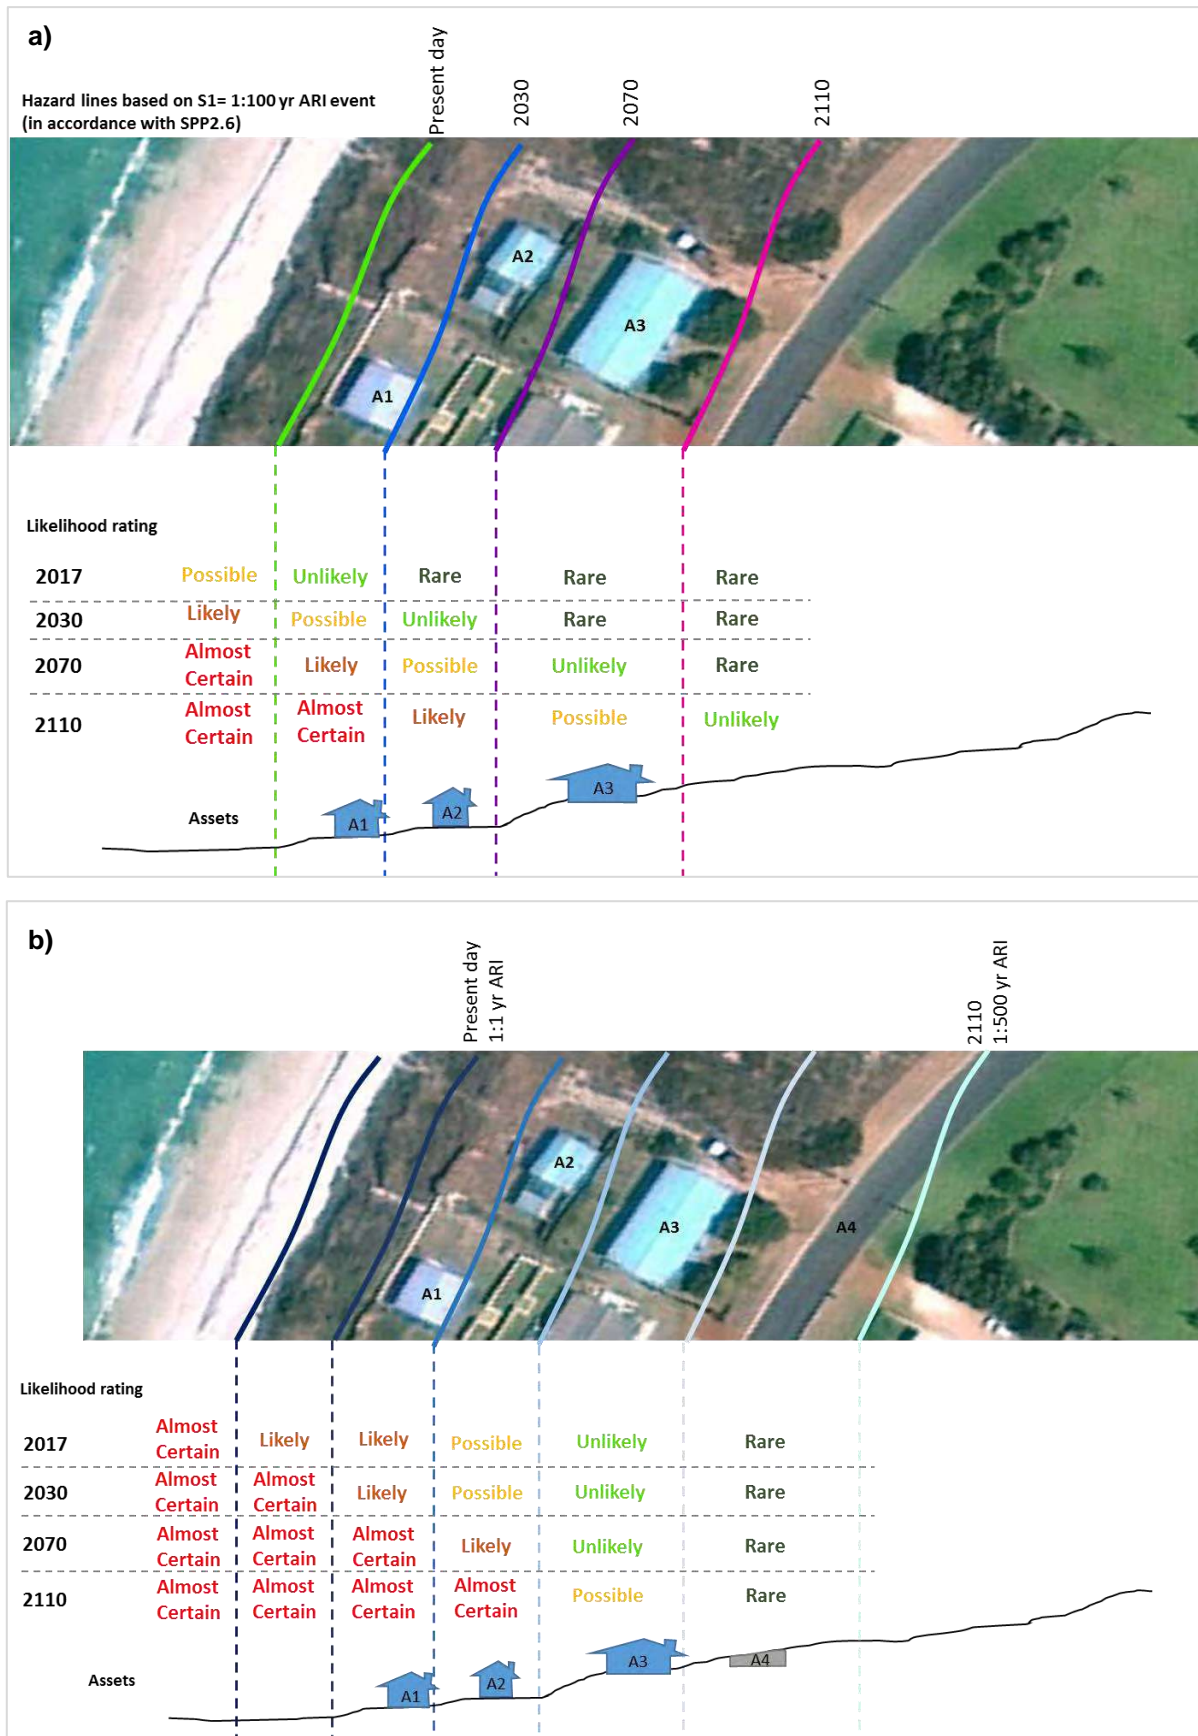 a)
Hazard lines based on S1= 1:100 yr ARI event
(in accordance with SPP2.6)
Present day
2030
2070
2110
A2
A3
A1
Likelihood rating
2017 Possible Unlikely Rare Rare Rare
2030 Likely Possible Unlikely Rare Rare
2070 Almost Certain Likely Possible Unlikely Rare
2110 Almost Certain Almost Certain Likely Possible Unlikely
Assets A1 A2 A3
b)
Present day
1:1 yr ARI
2110
1:500 yr ARI
A2
A3
A4
A1
Likelihood rating
2017 Almost Certain Likely Likely Possible Unlikely Rare
2030 Almost Certain Almost Certain Likely Possible Unlikely Rare
2070 Almost Certain Almost Certain Almost Certain Likely Unlikely Rare
2110 Almost Certain Almost Certain Almost Certain Almost Certain Possible Rare
Assets A1 A2 A3 A4